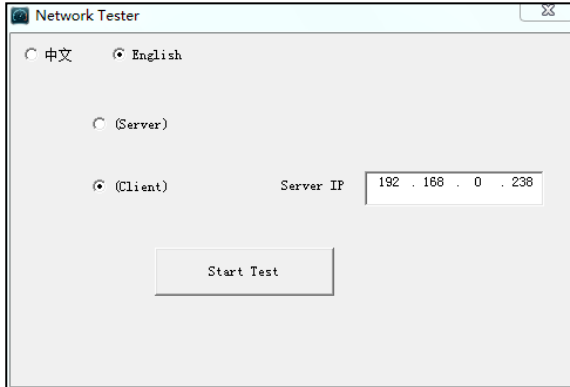 Network Tester
中文 English
(Server)
(Client) Server IP 192 . 168 . 0 . 238
Start Test